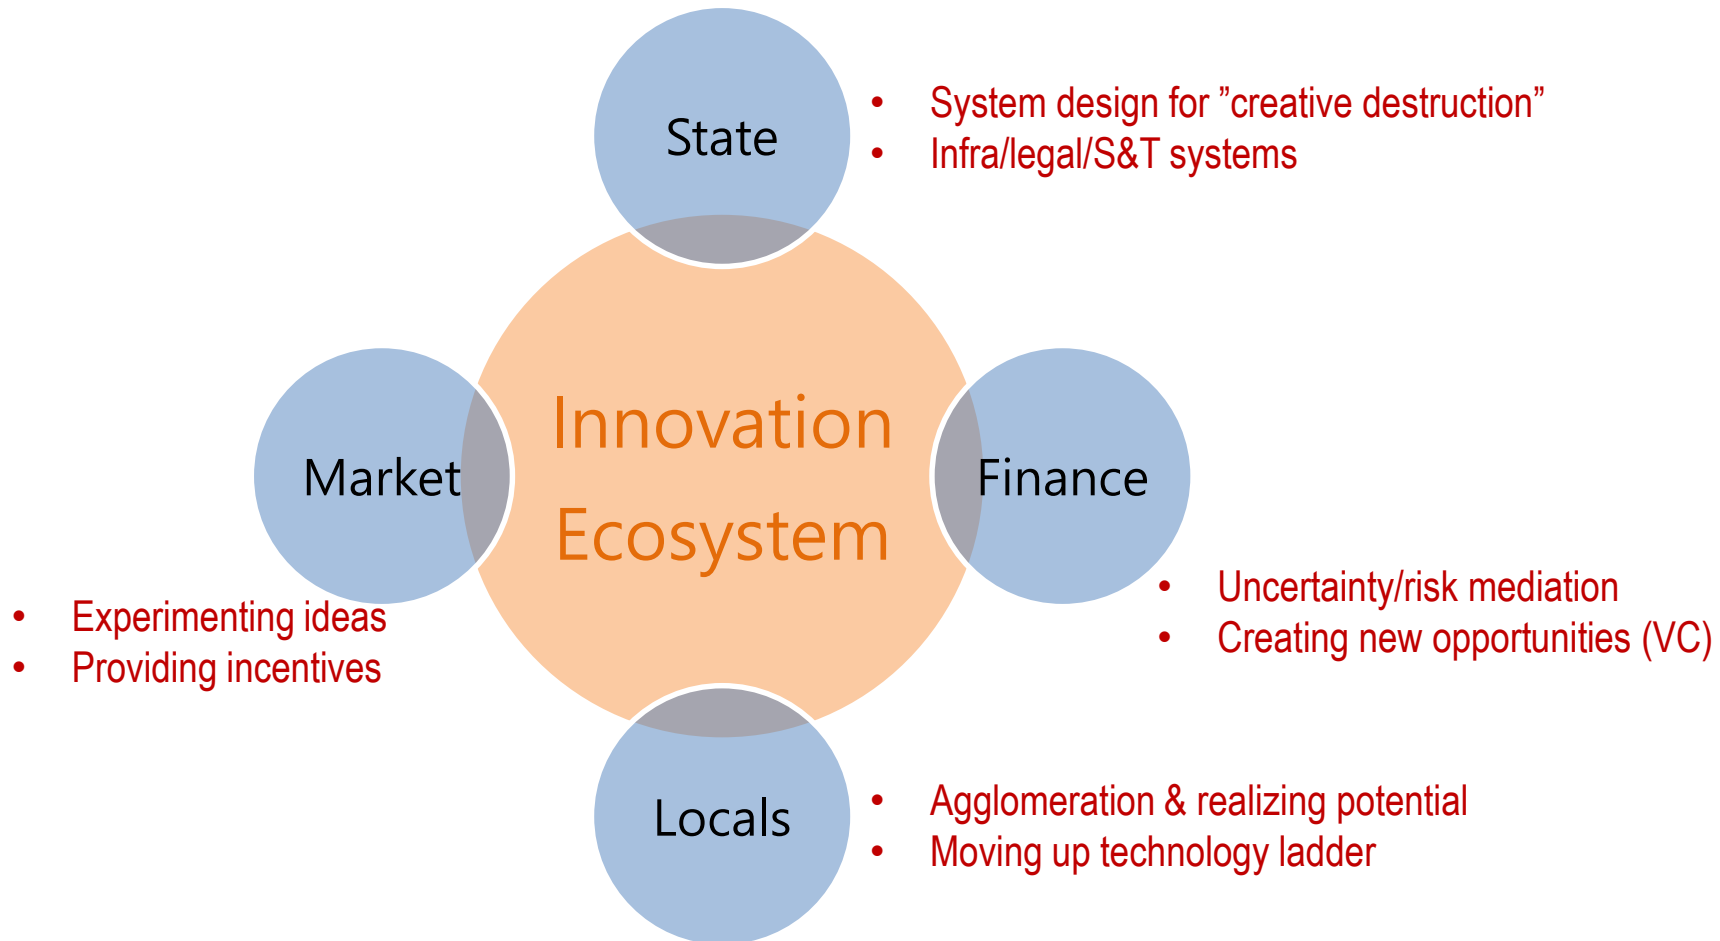 State
• System design for ”creative destruction”
• Infra/legal/S&T systems
Innovation
Ecosystem
Market
Finance
• Experimenting ideas
• Providing incentives
• Uncertainty/risk mediation
• Creating new opportunities (VC)
Locals
• Agglomeration & realizing potential
• Moving up technology ladder